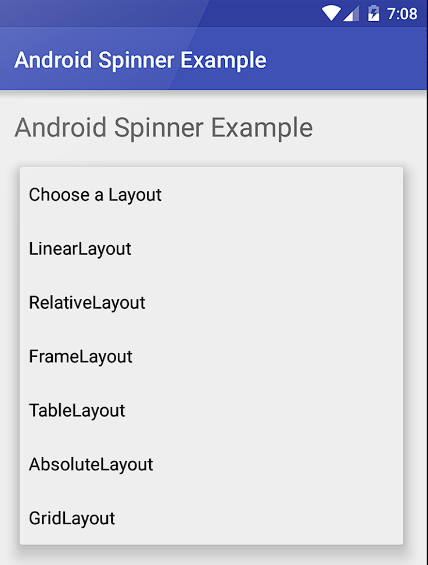 7:08
Android Spinner Example
Android Spinner Example
Choose a Layout
LinearLayout
RelativeLayout
FrameLayout
TableLayout
AbsoluteLayout
GridLayout